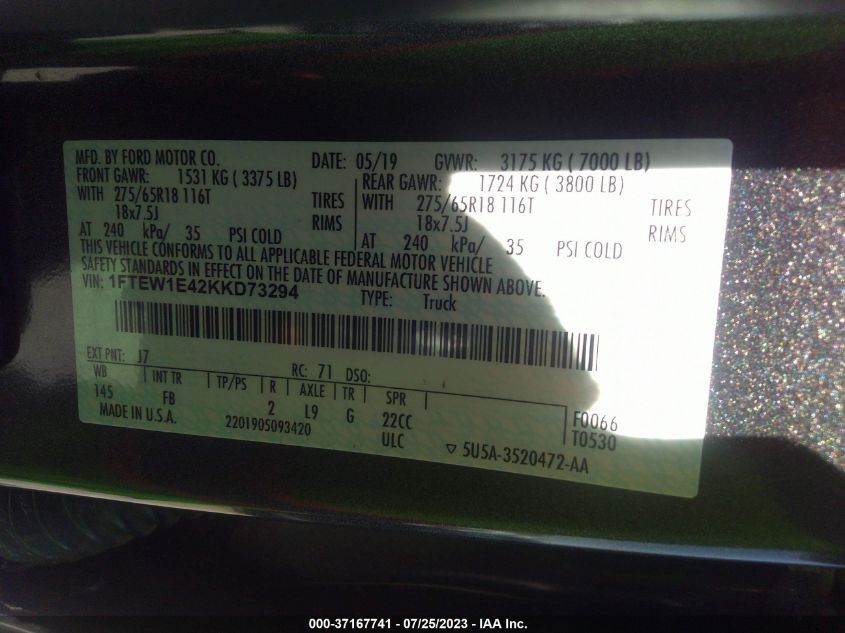 MFD. BY FORD MOTOR CO. DATE: 05/19 GVWR: 3175 KG ( 7000 LB)
FRONT GAWR: 1531 KG ( 3375 LB) REAR GAWR: 1724 KG ( 3800 LB)
WITH 275/65R18 116T TIRES WITH 275/65R18 116T TIRES
18x7.5J RIMS 18x7.5J RIMS
AT 240 kPa/ 35 PSI COLD AT 240 kPa/ 35 PSI COLD
THIS VEHICLE CONFORMS TO ALL APPLICABLE FEDERAL MOTOR VEHICLE
SAFETY STANDARDS IN EFFECT ON THE DATE OF MANUFACTURE SHOWN ABOVE.
VIN: 1FTEW1E42KKD73294 TYPE: Truck
EXT PNT: J7 RC: 71 DSO:
WB INT TR TP/PS R AXLE TR SPR
145 FB 2 L9 G 22CC F0066
MADE IN U.S.A. 2201905093420 ULC T0530
▽ 5U5A-3520472-AA
000-37167741 - 07/25/2023 - IAA Inc.